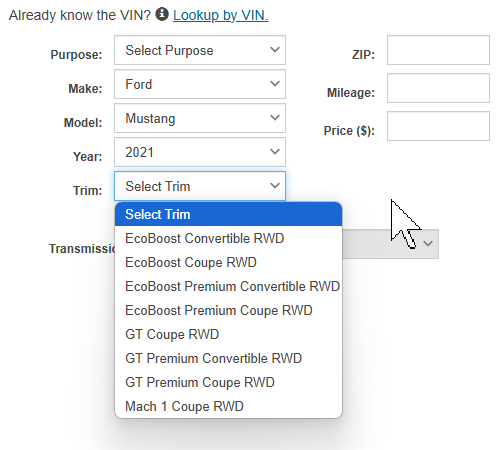 Already know the VIN? Lookup by VIN.
Purpose: Select Purpose ZIP:
Make: Ford Mileage:
Model: Mustang Price ($):
Year: 2021
Trim: Select Trim
Select Trim
EcoBoost Convertible RWD
Transmissio
EcoBoost Coupe RWD
EcoBoost Premium Convertible RWD
EcoBoost Premium Coupe RWD
GT Coupe RWD
GT Premium Convertible RWD
GT Premium Coupe RWD
Mach 1 Coupe RWD